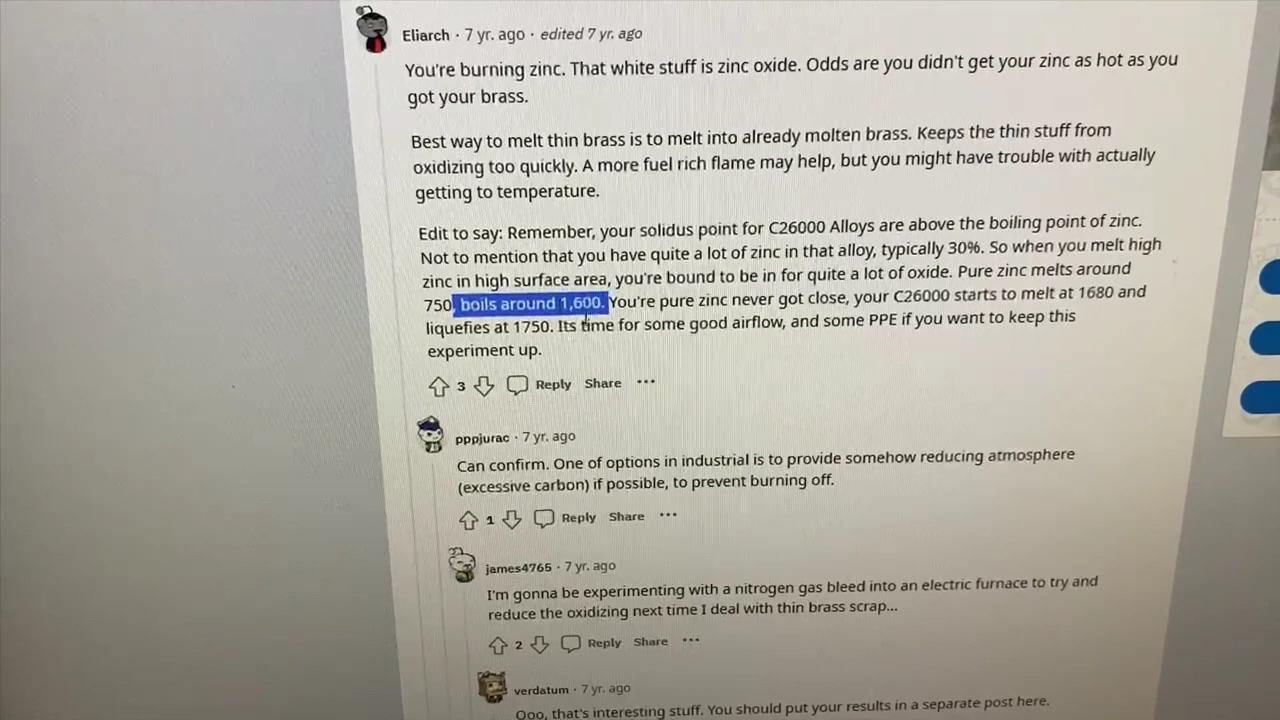 Eliarch · 7 yr. ago · edited 7 yr. ago
You're burning zinc. That white stuff is zinc oxide. Odds are you didn't get your zinc as hot as you
got your brass.
Best way to melt thin brass is to melt into already molten brass. Keeps the thin stuff from
oxidizing too quickly. A more fuel rich flame may help, but you might have trouble with actually
getting to temperature.
Edit to say: Remember, your solidus point for C26000 Alloys are above the boiling point of zinc.
Not to mention that you have quite a lot of zinc in that alloy, typically 30%. So when you melt high
zinc in high surface area, you're bound to be in for quite a lot of oxide. Pure zinc melts around
750, boils around 1,600. You're pure zinc never got close, your C26000 starts to melt at 1680 and
liquefies at 1750. Its time for some good airflow, and some PPE if you want to keep this
experiment up.
3 Reply Share ···
pppjurac · 7 yr. ago
Can confirm. One of options in industrial is to provide somehow reducing atmosphere
(excessive carbon) if possible, to prevent burning off.
1 Reply Share ···
james4765 · 7 yr. ago
I'm gonna be experimenting with a nitrogen gas bleed into an electric furnace to try and
reduce the oxidizing next time I deal with thin brass scrap...
2 Reply Share ···
verdatum · 7 yr. ago
Ooo, that's interesting stuff. You should put your results in a separate post here.